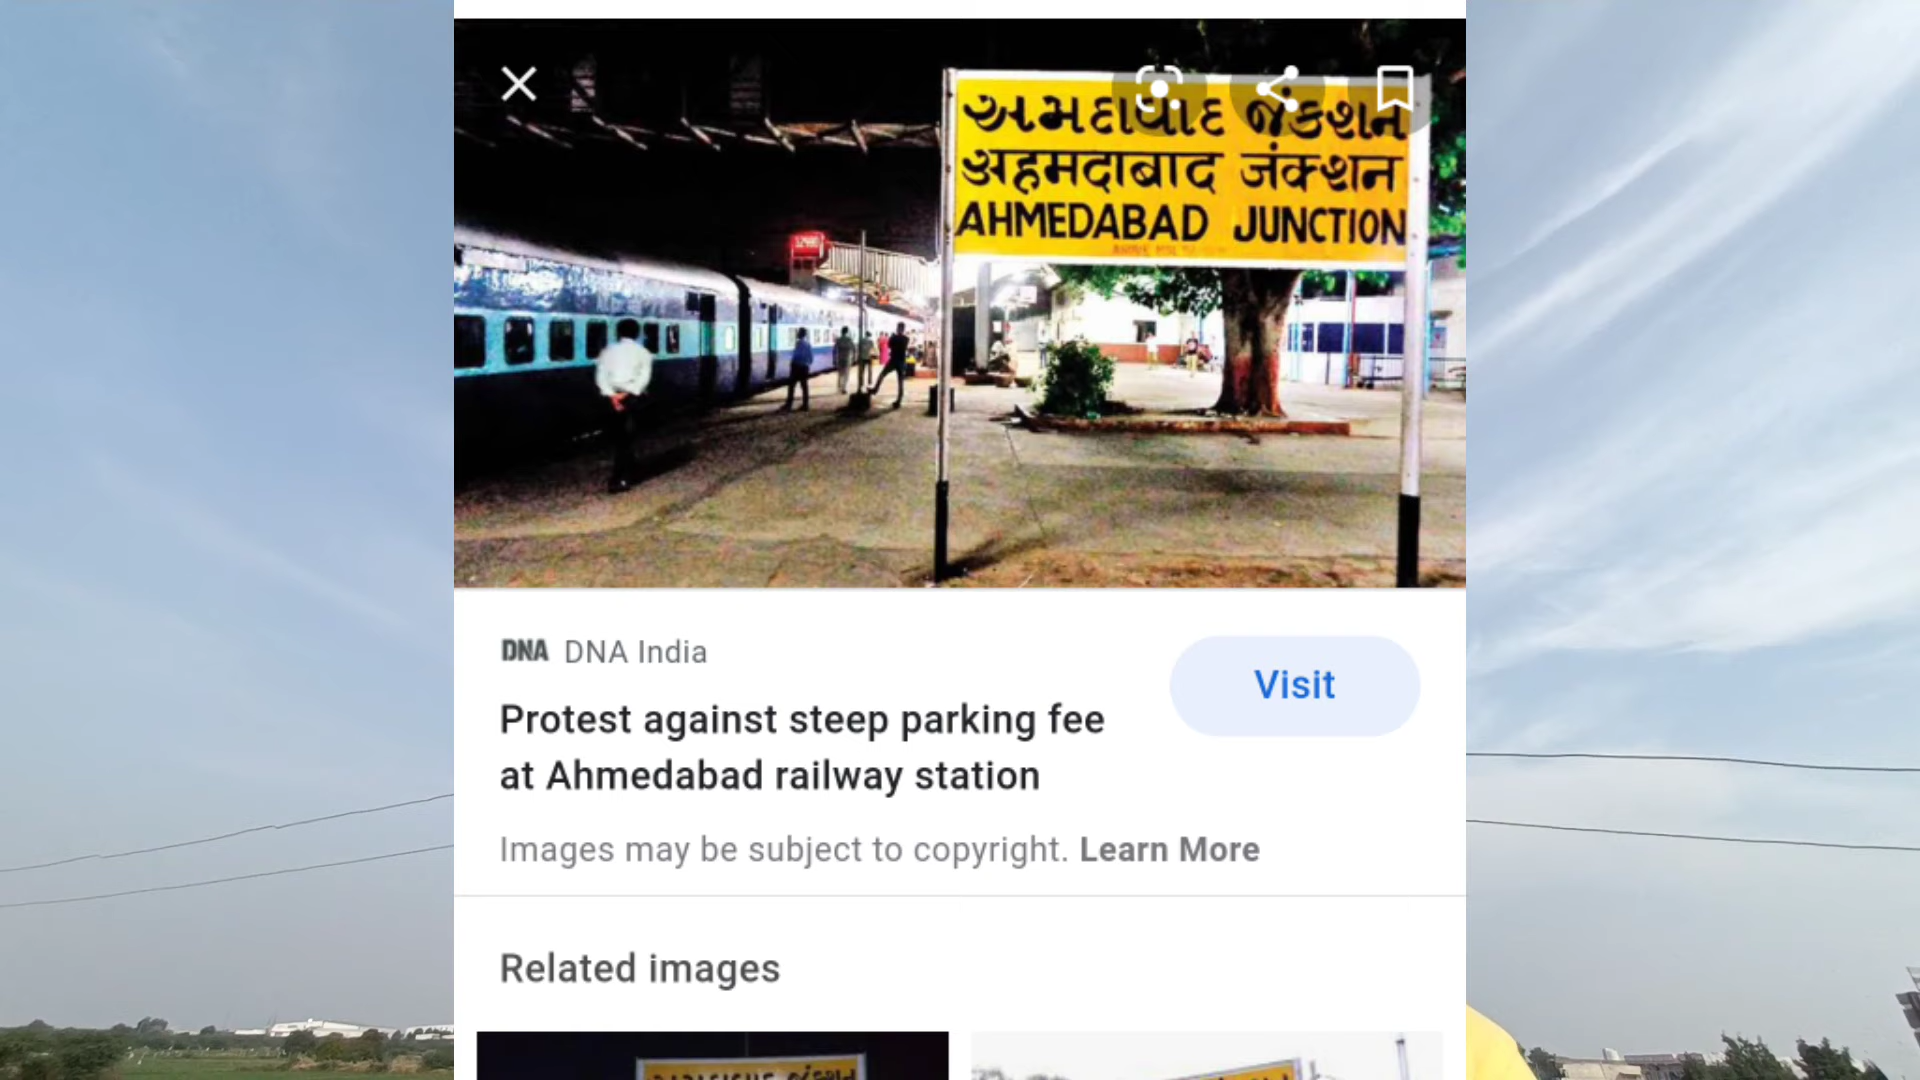 અમદાવાદ જંકશન
अहमदाबाद जंक्शन
AHMEDABAD JUNCTION
DNA DNA India
Visit
Protest against steep parking fee
at Ahmedabad railway station
Images may be subject to copyright. Learn More
Related images